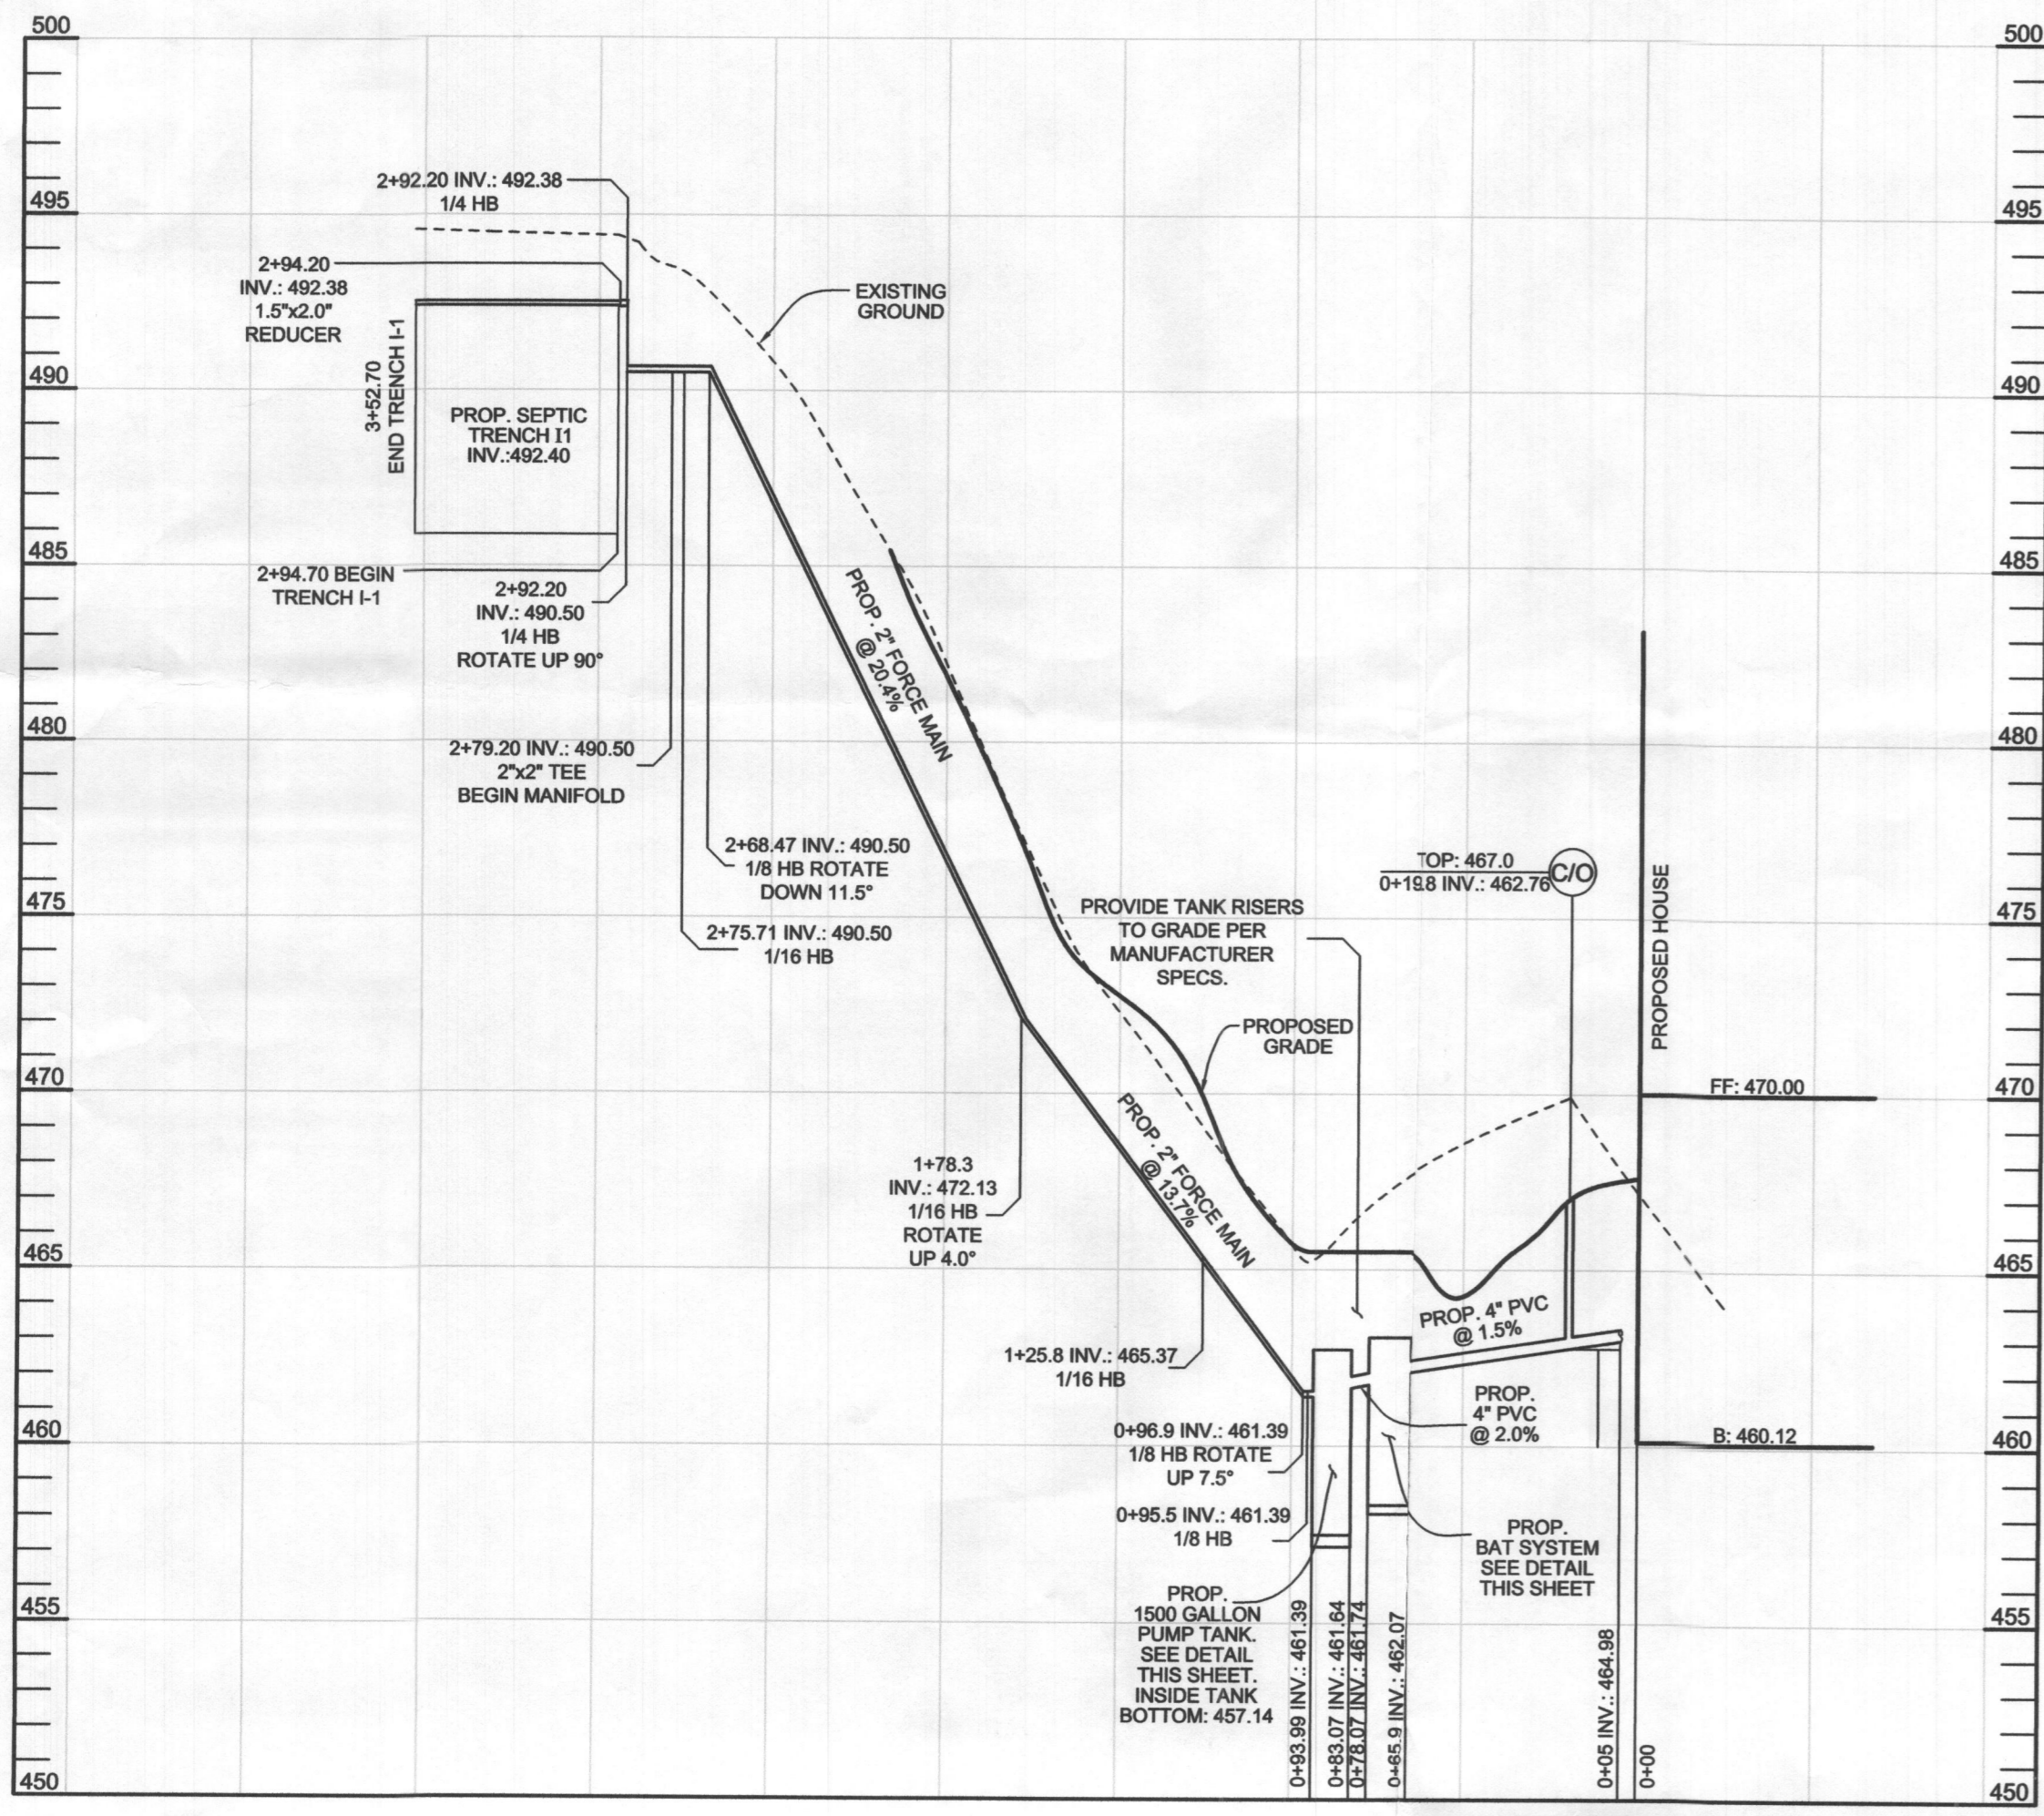 500
500
2+92.20 INV.: 492.38
1/4 HB
495
495
2+94.20
INV.: 492.38
1.5"x2.0"
REDUCER
EXISTING
GROUND
3+52.70
END TRENCH I-1
490
490
PROP. SEPTIC
TRENCH I1
INV.:492.40
485
485
2+94.70 BEGIN
TRENCH I-1
2+92.20
INV.: 490.50
1/4 HB
ROTATE UP 90°
PROP. 2" FORCE MAIN
@ 20.4%
480
480
2+79.20 INV.: 490.50
2"x2" TEE
BEGIN MANIFOLD
2+68.47 INV.: 490.50
1/8 HB ROTATE
DOWN 11.5°
2+75.71 INV.: 490.50
1/16 HB
TOP: 467.0
0+19.8 INV.: 462.76
C/O
PROPOSED HOUSE
475
475
PROVIDE TANK RISERS
TO GRADE PER
MANUFACTURER
SPECS.
PROPOSED
GRADE
470
470
FF: 470.00
PROP. 2" FORCE MAIN
@ 13.7%
1+78.3
INV.: 472.13
1/16 HB
ROTATE
UP 4.0°
465
465
PROP. 4" PVC
@ 1.5%
1+25.8 INV.: 465.37
1/16 HB
PROP.
4" PVC
@ 2.0%
0+96.9 INV.: 461.39
1/8 HB ROTATE
UP 7.5°
460
460
B: 460.12
0+95.5 INV.: 461.39
1/8 HB
PROP.
BAT SYSTEM
SEE DETAIL
THIS SHEET
PROP.
1500 GALLON
PUMP TANK.
SEE DETAIL
THIS SHEET.
INSIDE TANK
BOTTOM: 457.14
455
455
0+93.99 INV.: 461.39
0+83.07 INV.: 461.64
0+78.07 INV.: 461.74
0+65.9 INV.: 462.07
0+05 INV.: 464.98
0+00
450
450